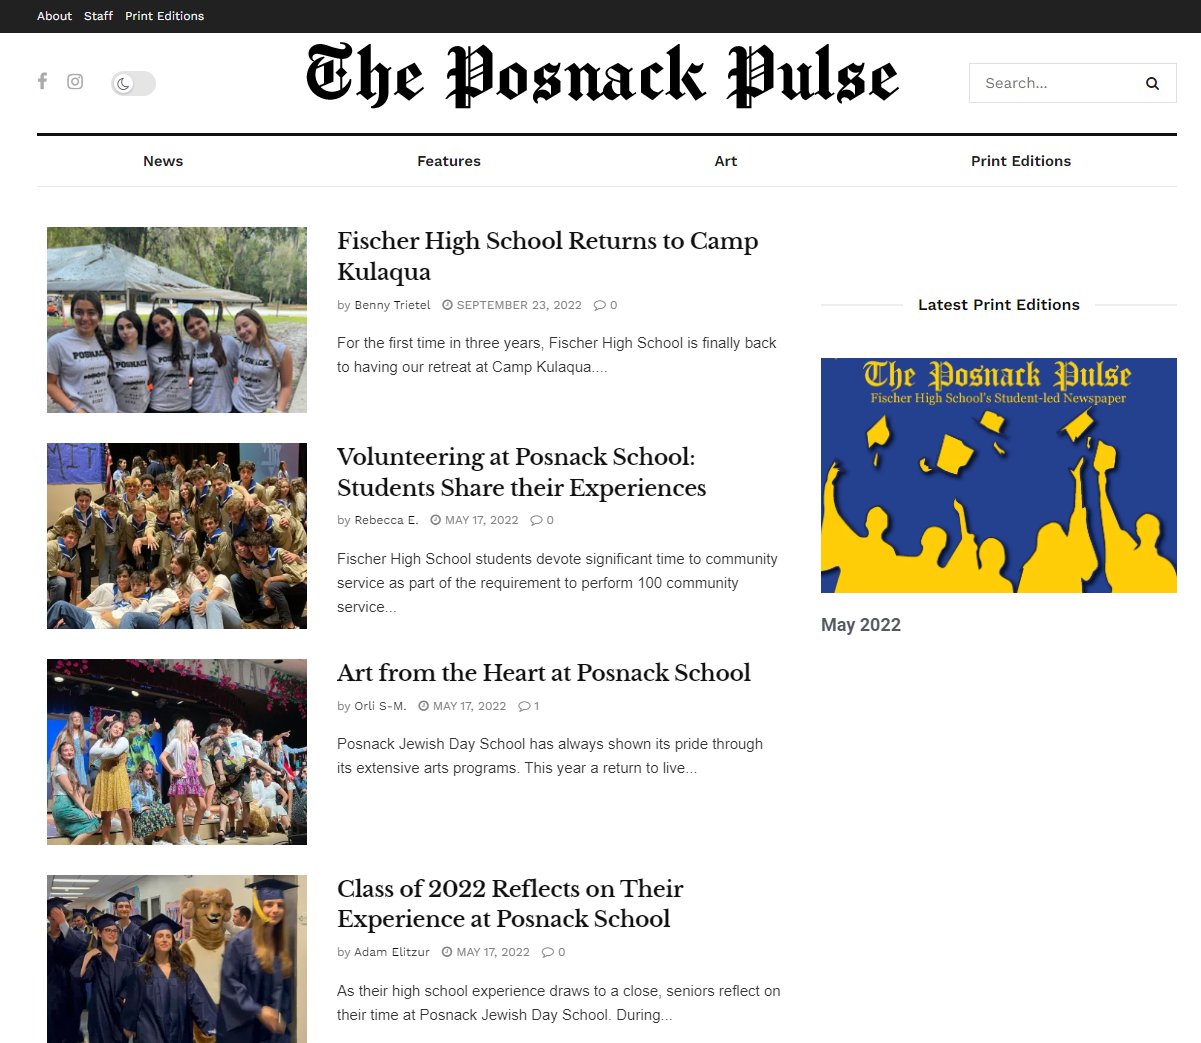 About Staff Print Editions
The Posnack Pulse
Search...
News Features Art Print Editions
Fischer High School Returns to Camp
Kulaqua
by Benny Trietel SEPTEMBER 23, 2022 0
For the first time in three years, Fischer High School is finally back
to having our retreat at Camp Kulaqua....
POSNACK
POSNACK
POSNACK
Volunteering at Posnack School:
Students Share their Experiences
by Rebecca E. MAY 17, 2022 0
Fischer High School students devote significant time to community
service as part of the requirement to perform 100 community
service...
Art from the Heart at Posnack School
by Orli S-M. MAY 17, 2022 1
Posnack Jewish Day School has always shown its pride through
its extensive arts programs. This year a return to live...
Class of 2022 Reflects on Their
Experience at Posnack School
by Adam Elitzur MAY 17, 2022 0
As their high school experience draws to a close, seniors reflect on
their time at Posnack Jewish Day School. During...
Latest Print Editions
The Posnack Pulse
Fischer High School's Student-led Newspaper
May 2022